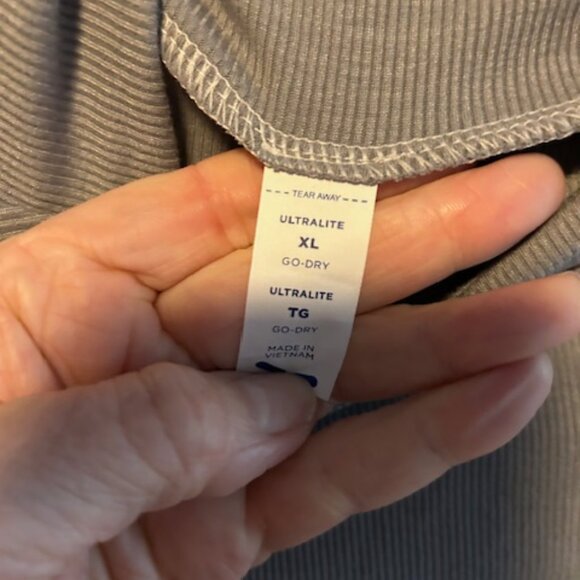 --- TEAR AWAY ---
ULTRALITE
XL
GO-DRY
ULTRALITE
TG
GO-DRY
MADE IN
VIETNAM